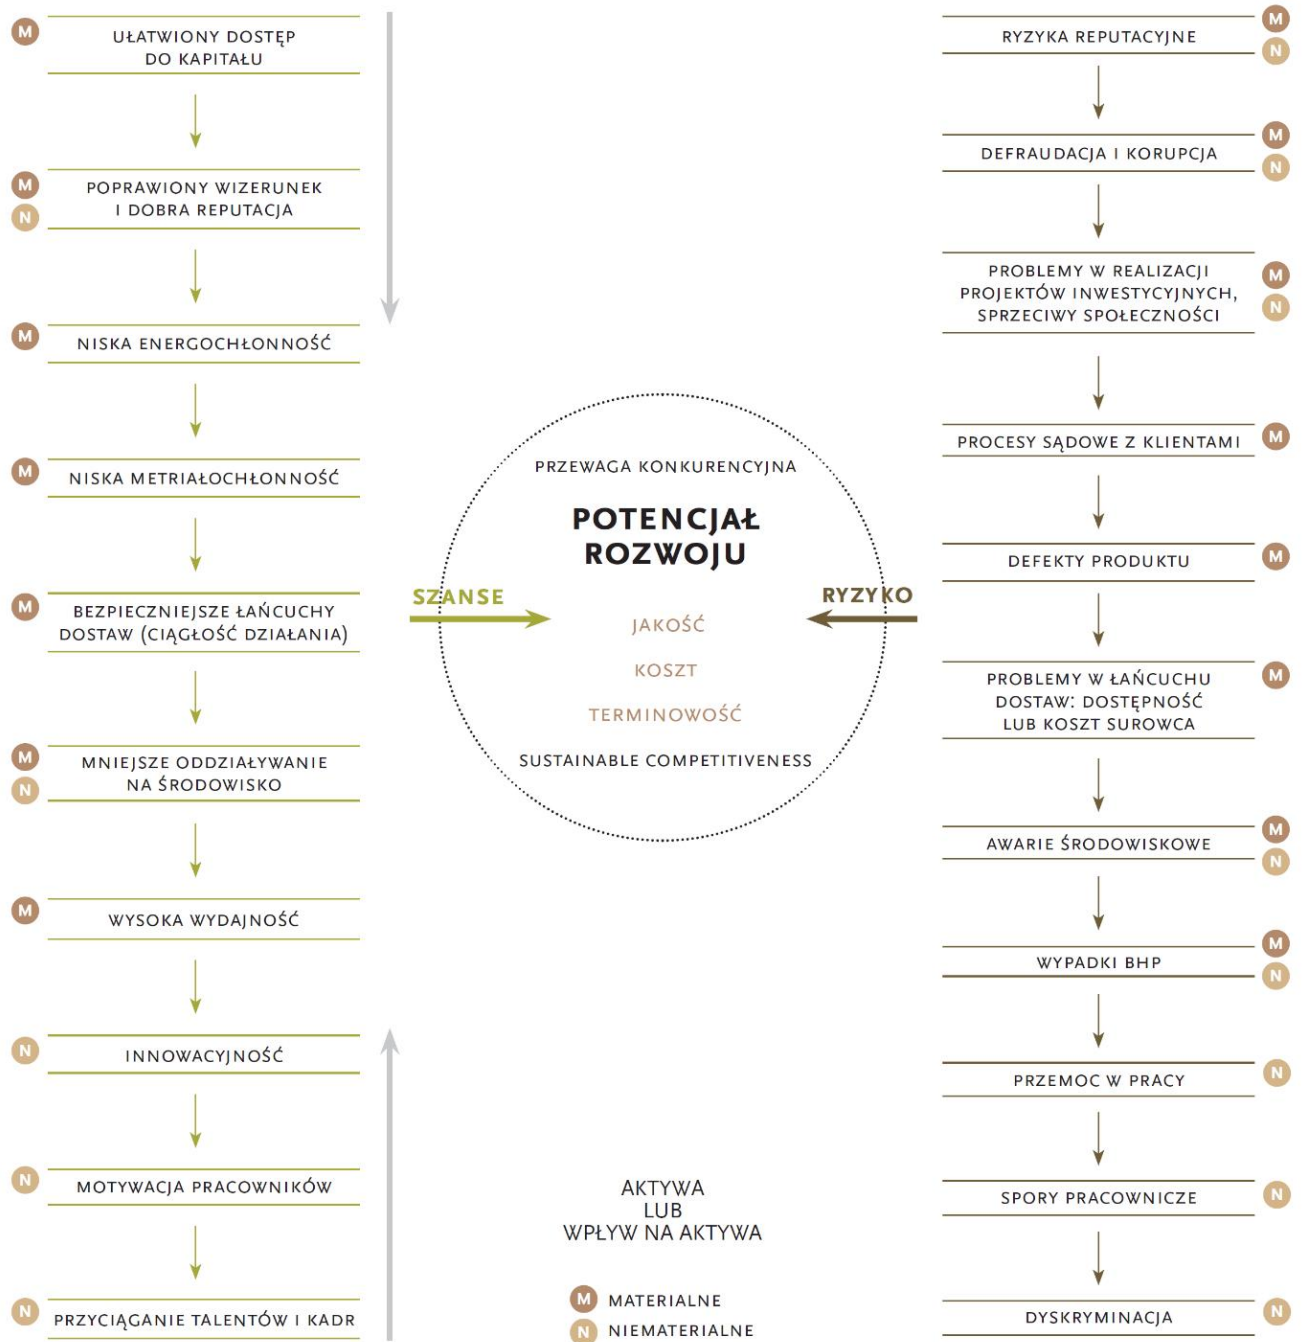 M
UŁATWIONY DOSTĘP
DO KAPITAŁU
M
N
POPRAWIONY WIZERUNEK
I DOBRA REPUTACJA
M
NISKA ENERGOCHŁONNOŚĆ
M
NISKA METRIAŁOCHŁONNOŚĆ
M
BEZPIECZNIEJSZE ŁAŃCUCHY
DOSTAW (CIĄGŁOŚĆ DZIAŁANIA)
M
N
MNIEJSZE ODDZIAŁYWANIE
NA ŚRODOWISKO
M
WYSOKA WYDAJNOŚĆ
N
INNOWACYJNOŚĆ
N
MOTYWACJA PRACOWNIKÓW
N
PRZYCIĄGANIE TALENTÓW I KADR
SZANSE
PRZEWAGA KONKURENCYJNA
POTENCJAŁ
ROZWOJU
JAKOŚĆ
KOSZT
TERMINOWOŚĆ
SUSTAINABLE COMPETITIVENESS
RYZYKO
AKTYWA
LUB
WPŁYW NA AKTYWA
M MATERIALNE
N NIEMATERIALNE
RYZYKA REPUTACYJNE
M
N
DEFRAUDACJA I KORUPCJA
M
N
PROBLEMY W REALIZACJI
PROJEKTÓW INWESTYCYJNYCH,
SPRZECIWY SPOŁECZNOŚCI
M
N
PROCESY SĄDOWE Z KLIENTAMI
M
DEFEKTY PRODUKTU
M
PROBLEMY W ŁAŃCUCHU
DOSTAW: DOSTĘPNOŚĆ
LUB KOSZT SUROWCA
M
AWARIE ŚRODOWISKOWE
M
N
WYPADKI BHP
M
N
PRZEMOC W PRACY
N
SPORY PRACOWNICZE
N
DYSKRYMINACJA
N